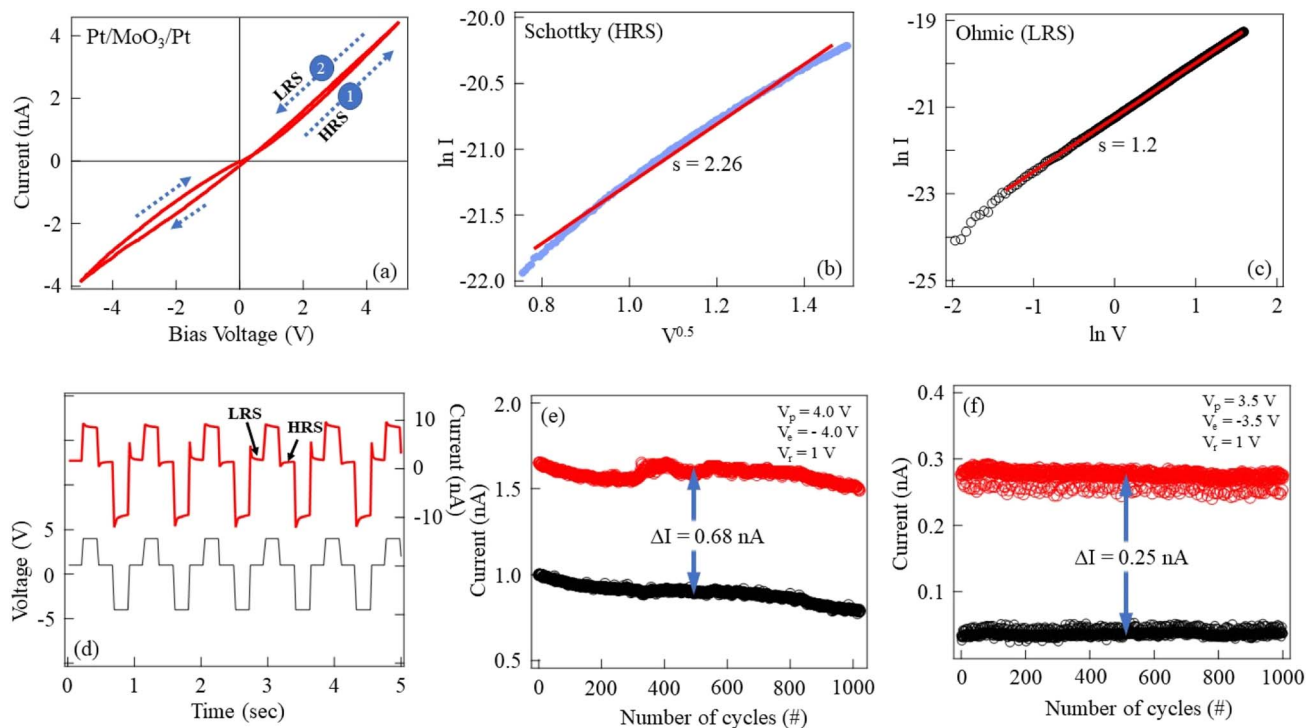 4
2
0
-2
-4
Current (nA)
Pt/MoO₃/Pt
LRS
2
1
HRS
(a)
-4
-2
0
2
4
Bias Voltage (V)
-20.0
-20.5
-21.0
-21.5
-22.0
ln I
Schottky (HRS)
s = 2.26
(b)
0.8
1.0
1.2
1.4
V^0.5
-19
-21
-23
-25
ln I
Ohmic (LRS)
s = 1.2
(c)
-2
-1
0
1
2
ln V
5
0
-5
Voltage (V)
LRS
HRS
10
0
-10
Current (nA)
(d)
0
1
2
3
4
5
Time (sec)
2.0
1.5
1.0
0.5
Current (nA)
(e)
Vₚ = 4.0 V
Vₑ = - 4.0 V
Vᵣ = 1 V
ΔI = 0.68 nA
0
200
400
600
800
1000
Number of cycles (#)
0.4
0.3
0.2
0.1
Current (nA)
(f)
Vₚ = 3.5 V
Vₑ = -3.5 V
Vᵣ = 1 V
ΔI = 0.25 nA
0
200
400
600
800
1000
Number of cycles (#)